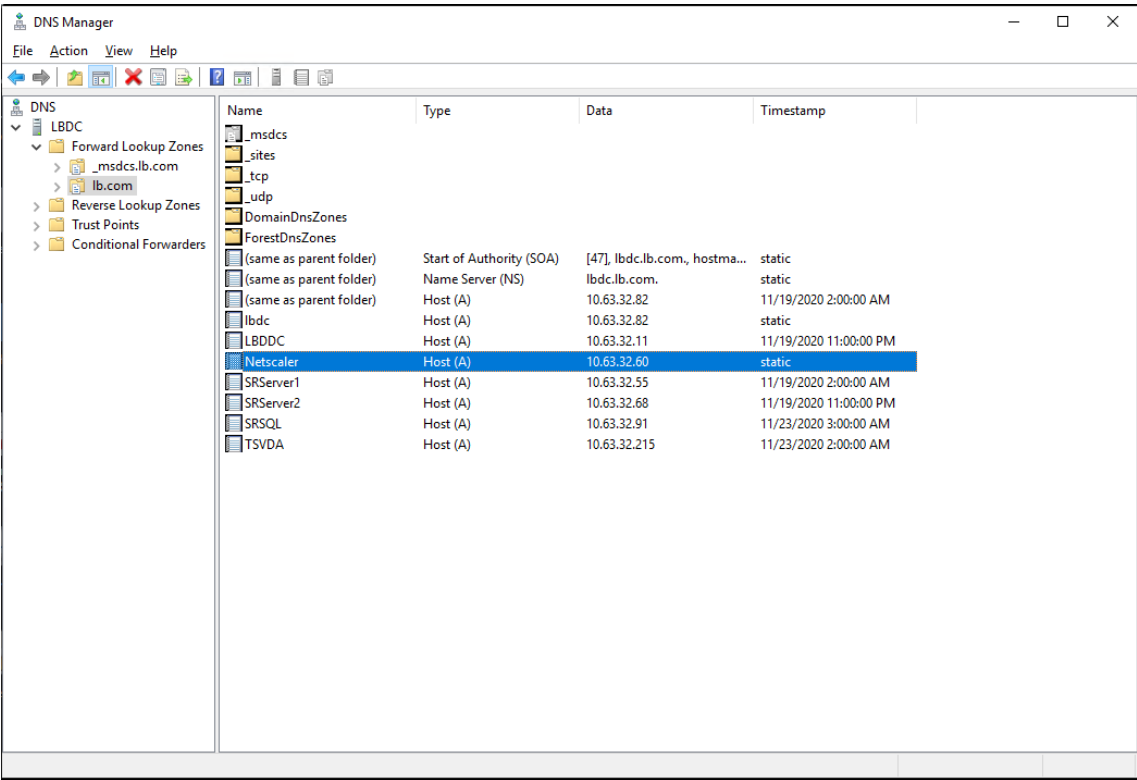 DNS Manager
File Action View Help
DNS
LBDC
Forward Lookup Zones
_msdcs.lb.com
lb.com
Reverse Lookup Zones
Trust Points
Conditional Forwarders
Name Type Data Timestamp
_msdcs
_sites
_tcp
_udp
DomainDnsZones
ForestDnsZones
(same as parent folder) Start of Authority (SOA) [47], lbdc.lb.com., hostma... static
(same as parent folder) Name Server (NS) lbdc.lb.com. static
(same as parent folder) Host (A) 10.63.32.82 11/19/2020 2:00:00 AM
lbdc Host (A) 10.63.32.82 static
LBDDC Host (A) 10.63.32.11 11/19/2020 11:00:00 PM
Netscaler Host (A) 10.63.32.60 static
SRServer1 Host (A) 10.63.32.55 11/19/2020 2:00:00 AM
SRServer2 Host (A) 10.63.32.68 11/19/2020 11:00:00 PM
SRSQL Host (A) 10.63.32.91 11/23/2020 3:00:00 AM
TSVDA Host (A) 10.63.32.215 11/23/2020 2:00:00 AM